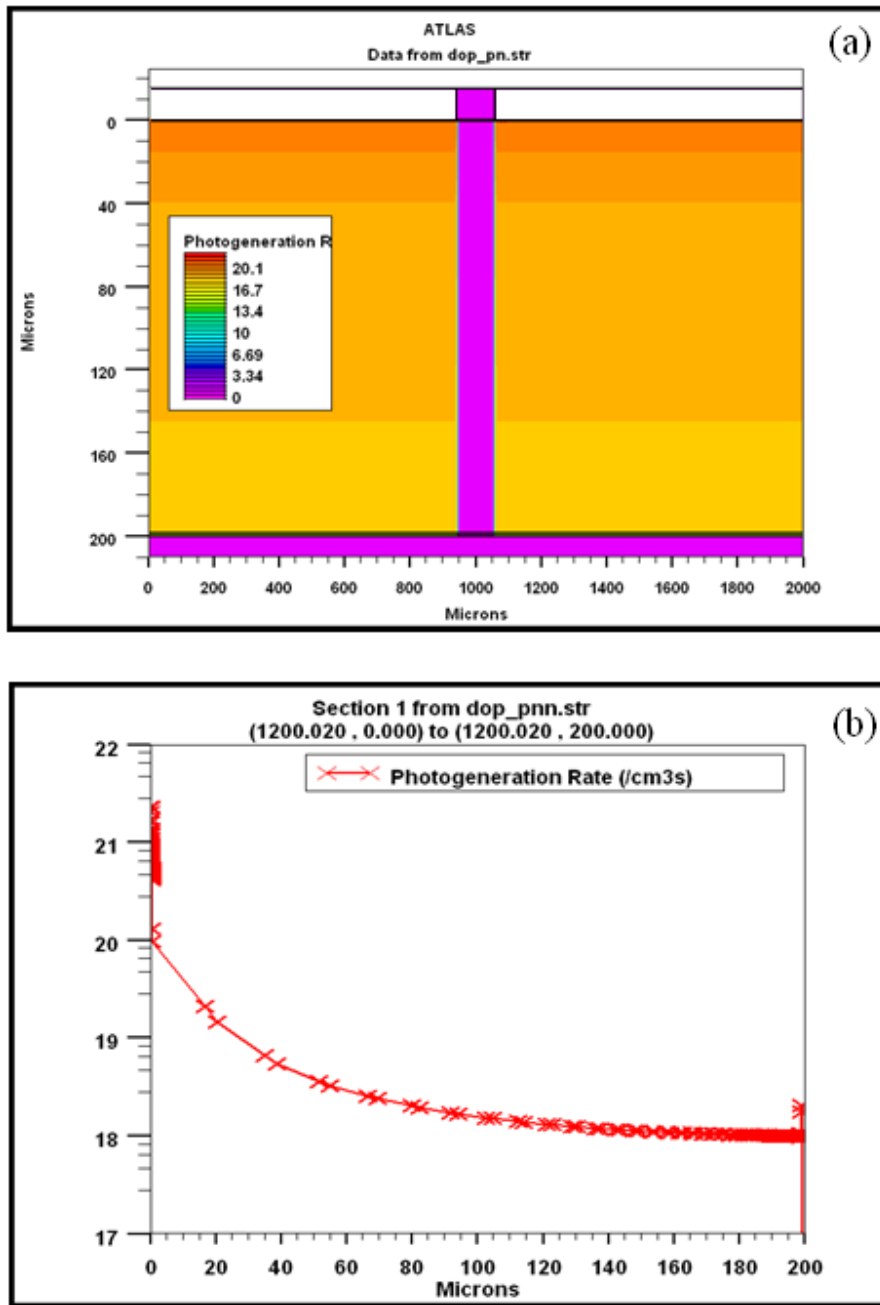 ATLAS
(a)
Data from dop_pn.str
0
40
80
120
160
200
Microns
Photogeneration R
20.1
16.7
13.4
10
6.69
3.34
0
0 200 400 600 800 1000 1200 1400 1600 1800 2000
Microns
Section 1 from dop_pnn.str
(b)
(1200.020 , 0.000) to (1200.020 , 200.000)
Photogeneration Rate (/cm3s)
22
21
20
19
18
17
0 20 40 60 80 100 120 140 160 180 200
Microns